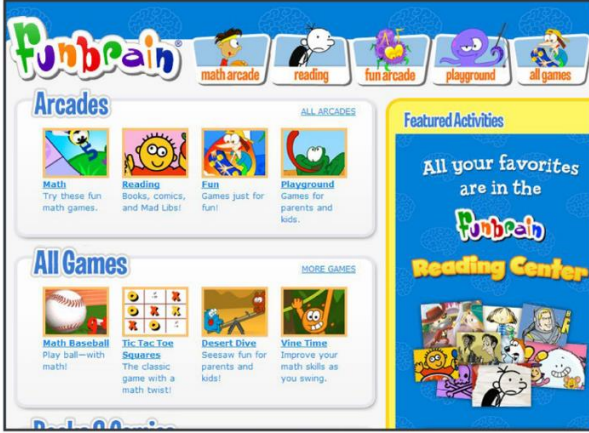 funbrain®
math arcade
reading
fun arcade
playground
all games
Arcades
ALL ARCADES
Math
Try these fun
math games.
Reading
Books, comics,
and Mad Libs!
Fun
Games just for
fun!
Playground
Games for
parents and
kids.
All Games
MORE GAMES
Math Baseball
Play ball—with
math!
Tic Tac Toe
Squares
The classic
game with a
math twist!
Desert Dive
Seesaw fun for
parents and
kids!
Vine Time
Improve your
math skills as
you swing.
Books & Comics
Featured Activities
All your favorites
are in the
funbrain
Reading Center